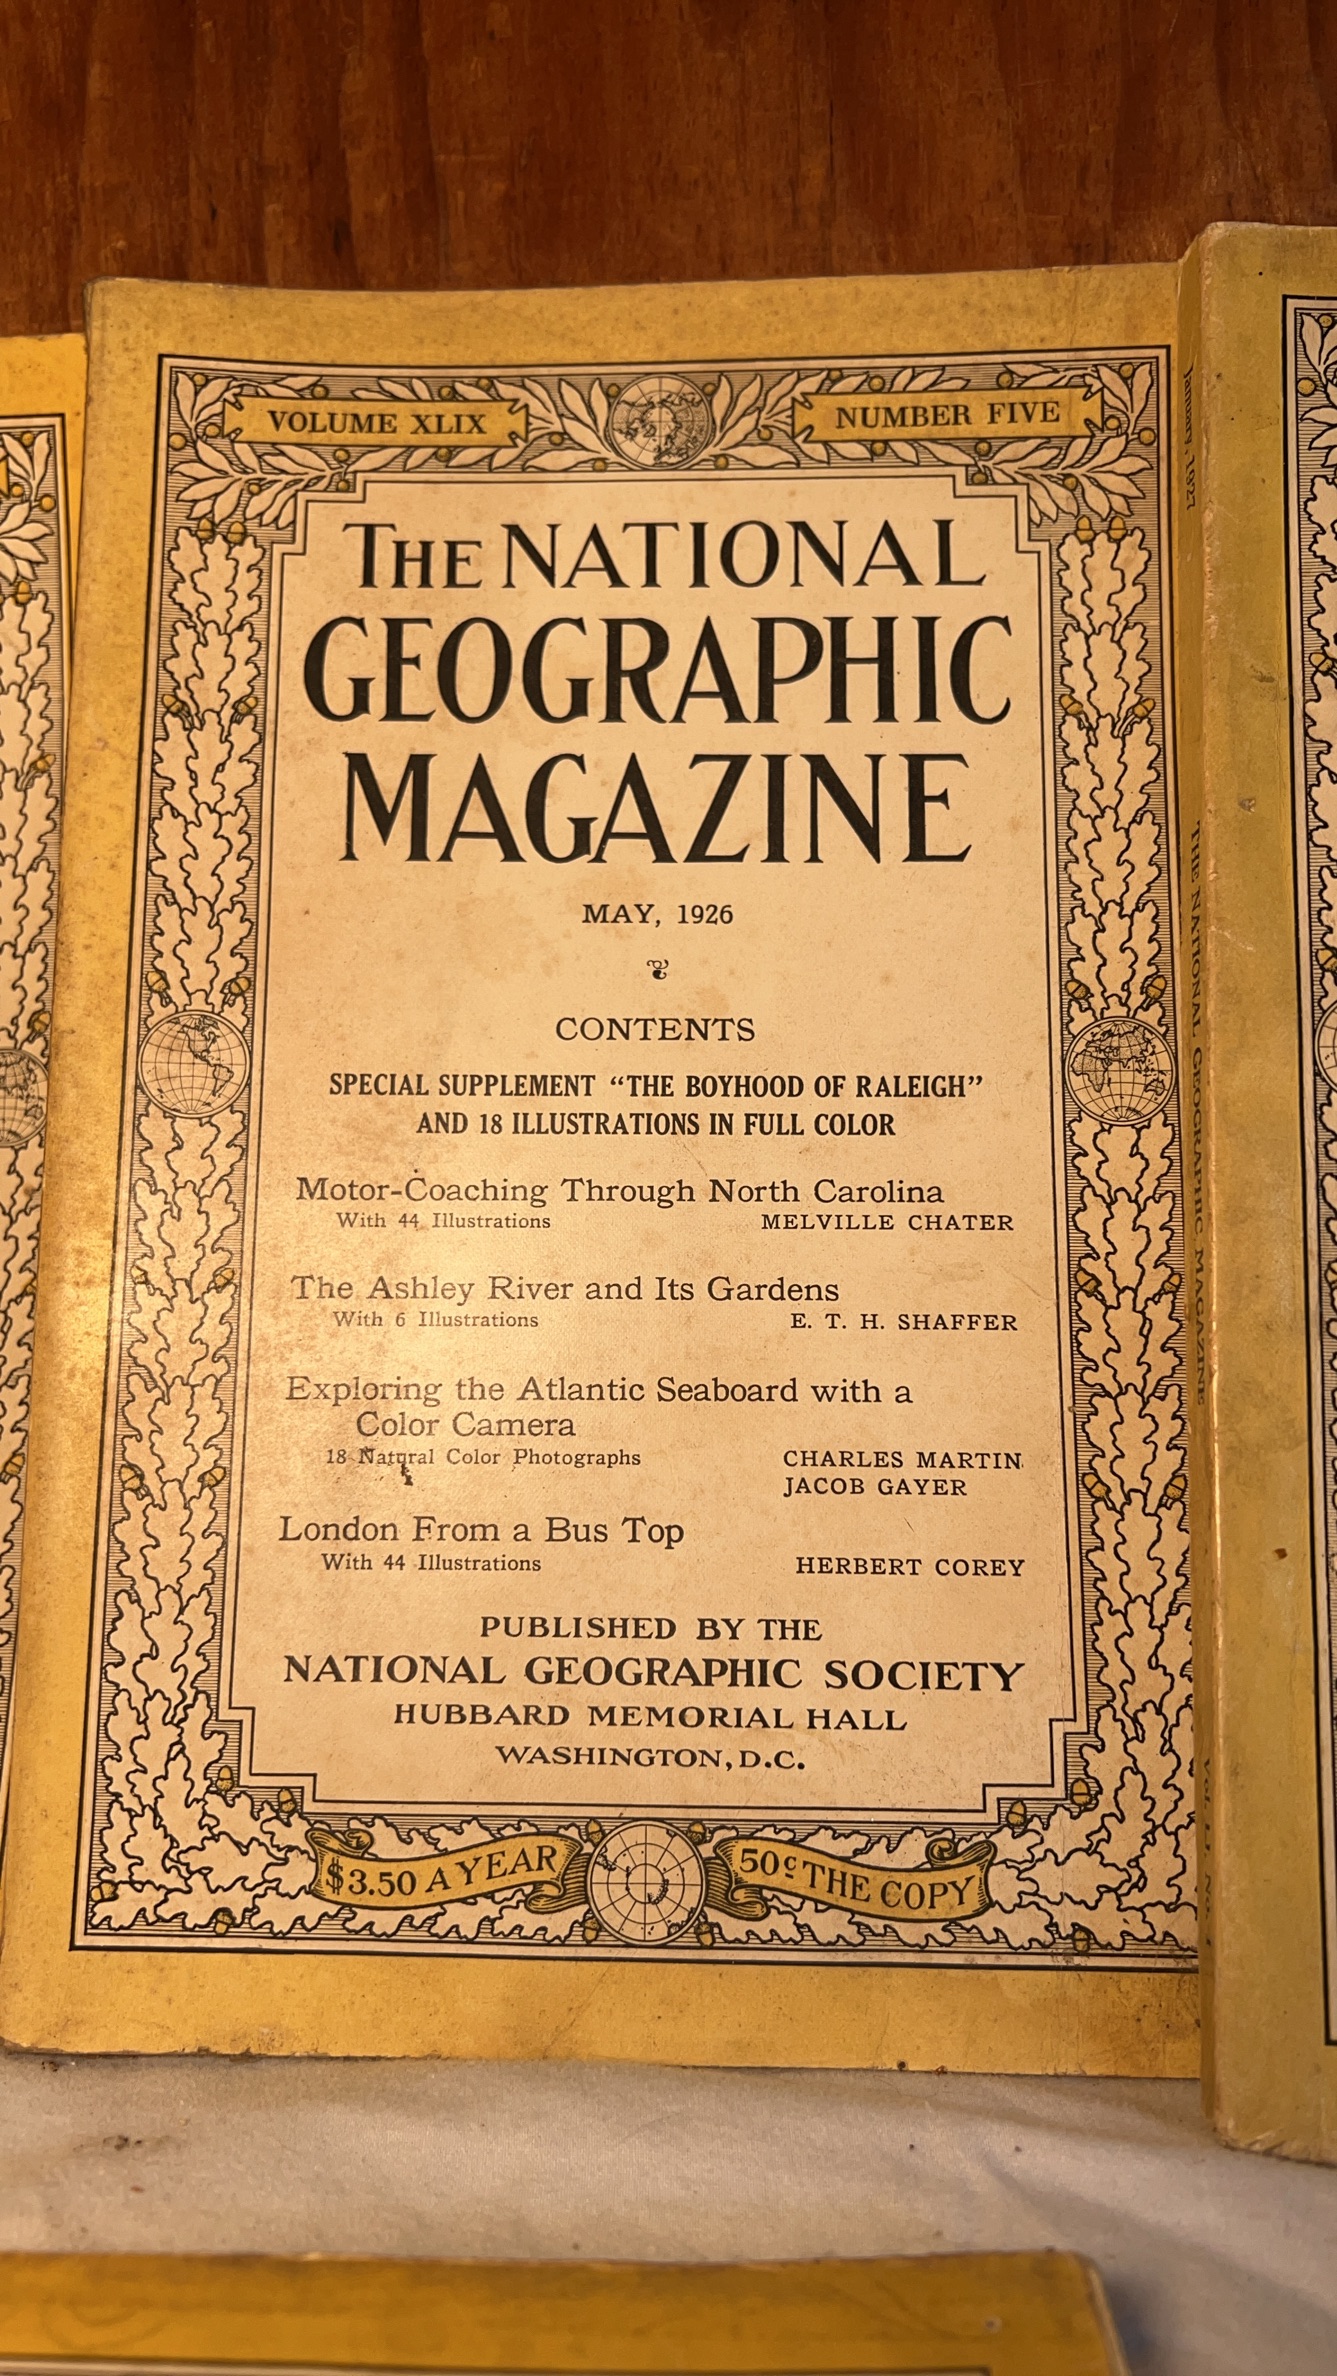 VOLUME XLIX
NUMBER FIVE
THE NATIONAL
GEOGRAPHIC
MAGAZINE
MAY, 1926
CONTENTS
SPECIAL SUPPLEMENT “THE BOYHOOD OF RALEIGH”
AND 18 ILLUSTRATIONS IN FULL COLOR
Motor-Coaching Through North Carolina
With 44 Illustrations MELVILLE CHATER
The Ashley River and Its Gardens
With 6 Illustrations E. T. H. SHAFFER
Exploring the Atlantic Seaboard with a
Color Camera
18 Natural Color Photographs CHARLES MARTIN
JACOB GAYER
London From a Bus Top
With 44 Illustrations HERBERT COREY
PUBLISHED BY THE
NATIONAL GEOGRAPHIC SOCIETY
HUBBARD MEMORIAL HALL
WASHINGTON, D.C.
$3.50 A YEAR
50c THE COPY
January, 1927
THE NATIONAL GEOGRAPHIC MAGAZINE